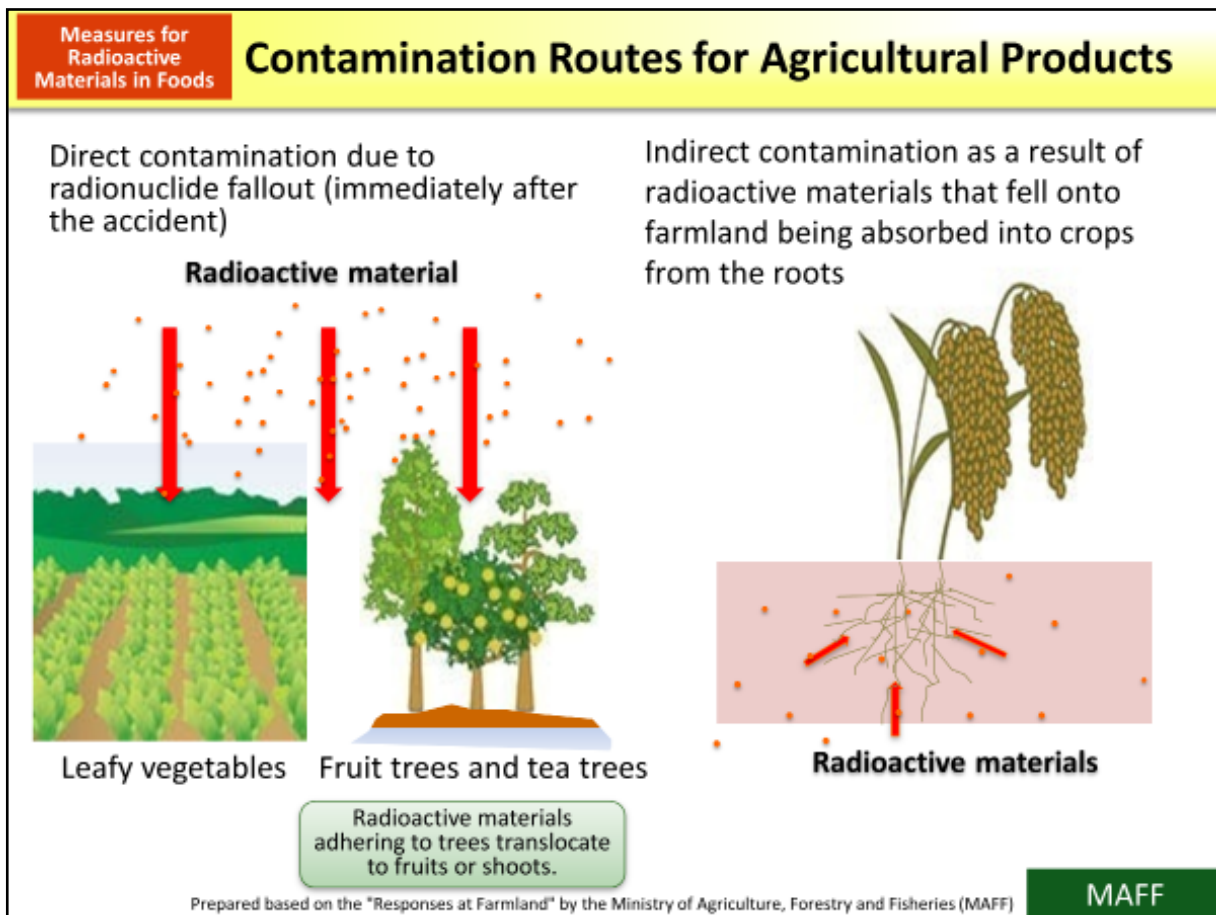 Measures for
Radioactive
Materials in Foods
Contamination Routes for Agricultural Products
Direct contamination due to
radionuclide fallout (immediately after
the accident)
Radioactive material
Leafy vegetables
Fruit trees and tea trees
Radioactive materials
adhering to trees translocate
to fruits or shoots.
Indirect contamination as a result of
radioactive materials that fell onto
farmland being absorbed into crops
from the roots
Radioactive materials
Prepared based on the "Responses at Farmland" by the Ministry of Agriculture, Forestry and Fisheries (MAFF)
MAFF